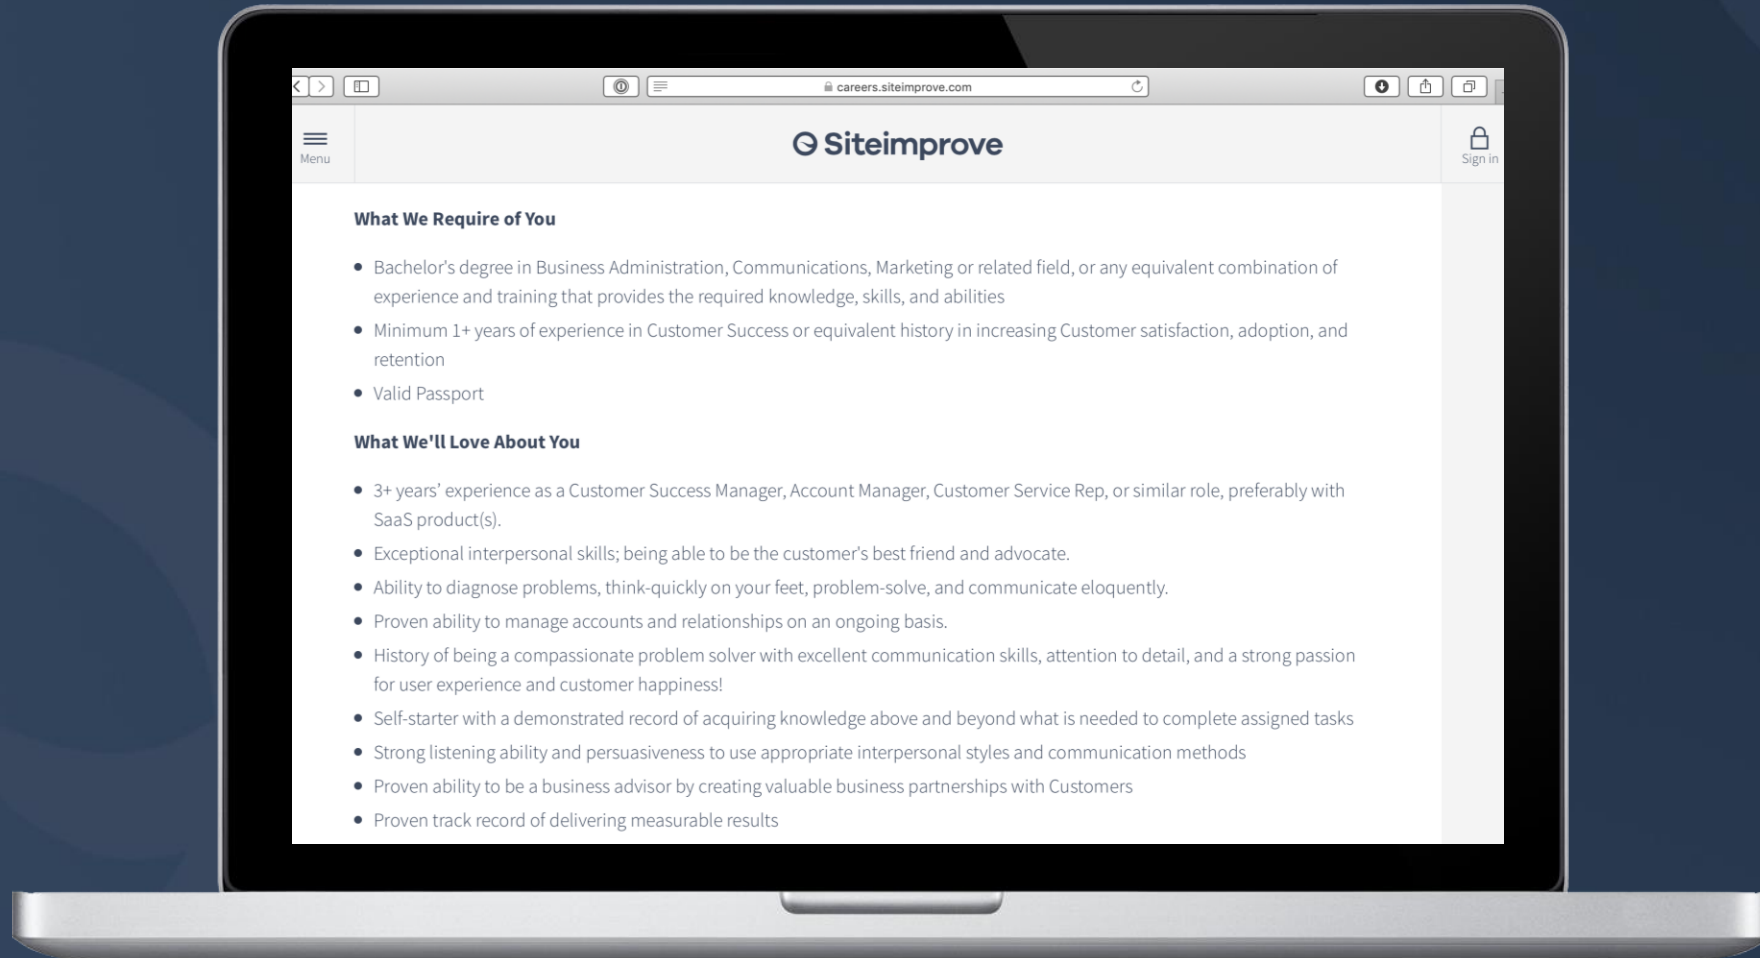 careers.siteimprove.com
Menu
Siteimprove
Sign in
What We Require of You
Bachelor's degree in Business Administration, Communications, Marketing or related field, or any equivalent combination of
experience and training that provides the required knowledge, skills, and abilities
Minimum 1+ years of experience in Customer Success or equivalent history in increasing Customer satisfaction, adoption, and
retention
Valid Passport
What We'll Love About You
3+ years’ experience as a Customer Success Manager, Account Manager, Customer Service Rep, or similar role, preferably with
SaaS product(s).
Exceptional interpersonal skills; being able to be the customer's best friend and advocate.
Ability to diagnose problems, think-quickly on your feet, problem-solve, and communicate eloquently.
Proven ability to manage accounts and relationships on an ongoing basis.
History of being a compassionate problem solver with excellent communication skills, attention to detail, and a strong passion
for user experience and customer happiness!
Self-starter with a demonstrated record of acquiring knowledge above and beyond what is needed to complete assigned tasks
Strong listening ability and persuasiveness to use appropriate interpersonal styles and communication methods
Proven ability to be a business advisor by creating valuable business partnerships with Customers
Proven track record of delivering measurable results